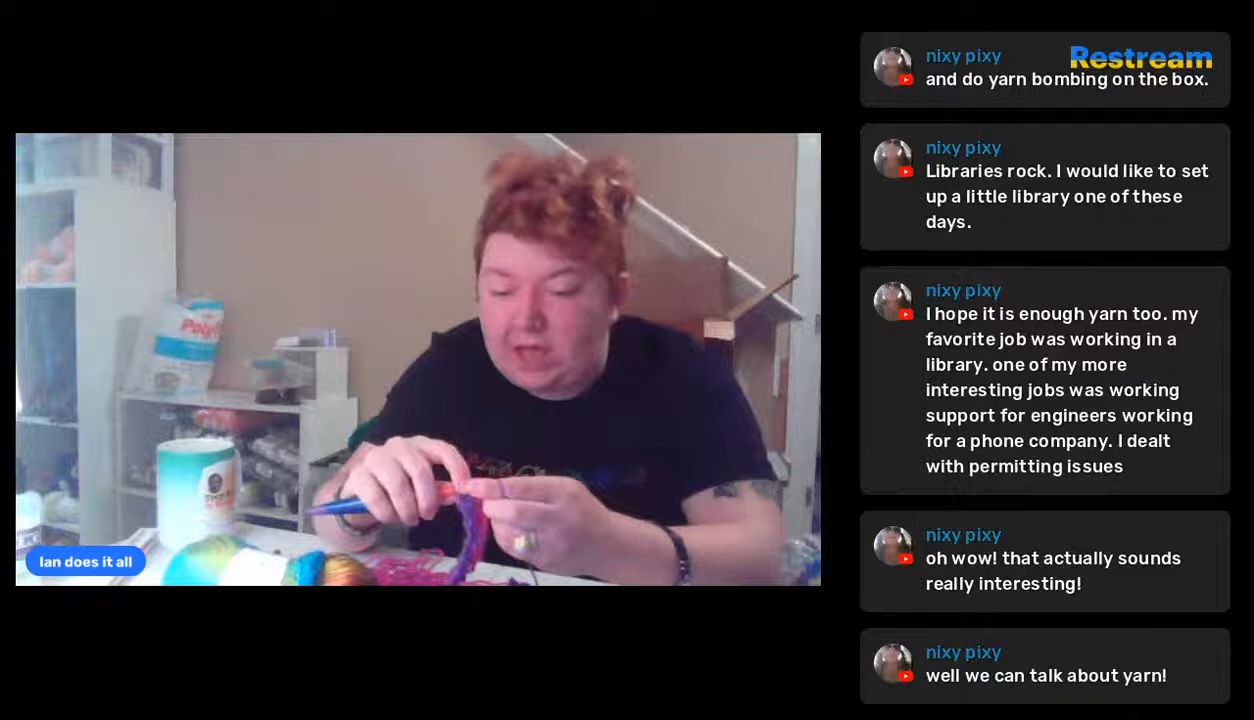 nixy pixy
Restream
and do yarn bombing on the box.
nixy pixy
Libraries rock. I would like to set
up a little library one of these
days.
nixy pixy
I hope it is enough yarn too. my
favorite job was working in a
library. one of my more
interesting jobs was working
support for engineers working
for a phone company. I dealt
with permitting issues
nixy pixy
oh wow! that actually sounds
really interesting!
nixy pixy
well we can talk about yarn!
Ian does it all